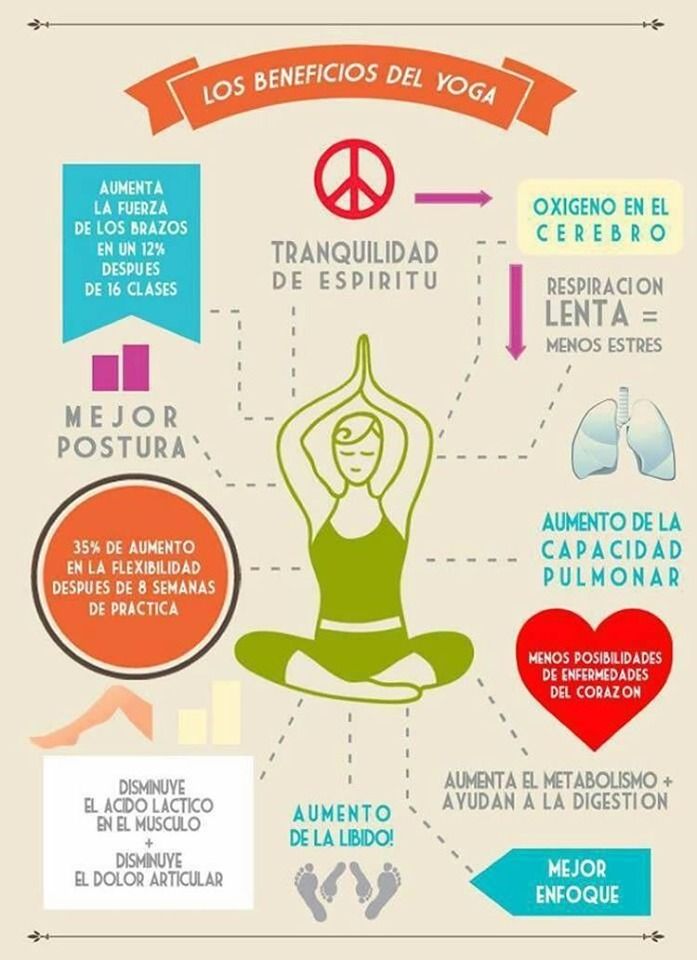 LOS BENEFICIOS DEL YOGA
AUMENTA
LA FUERZA
DE LOS BRAZOS
EN UN 12%
DESPUES
DE 16 CLASES
TRANQUILIDAD
DE ESPIRITU
OXIGENO EN EL
CEREBRO
RESPIRACION
LENTA =
MENOS ESTRES
MEJOR
POSTURA
AUMENTO DE LA
CAPACIDAD
PULMONAR
35% DE AUMENTO
EN LA FLEXIBILIDAD
DESPUES DE 8 SEMANAS
DE PRACTICA
MENOS POSIBILIDADES
DE ENFERMEDADES
DEL CORAZON
DISMINUYE
EL ACIDO LACTICO
EN EL MUSCULO
+
DISMINUYE
EL DOLOR ARTICULAR
AUMENTO
DE LA LIBIDO!
AUMENTA EL METABOLISMO +
AYUDAN A LA DIGESTION
MEJOR
ENFOQUE